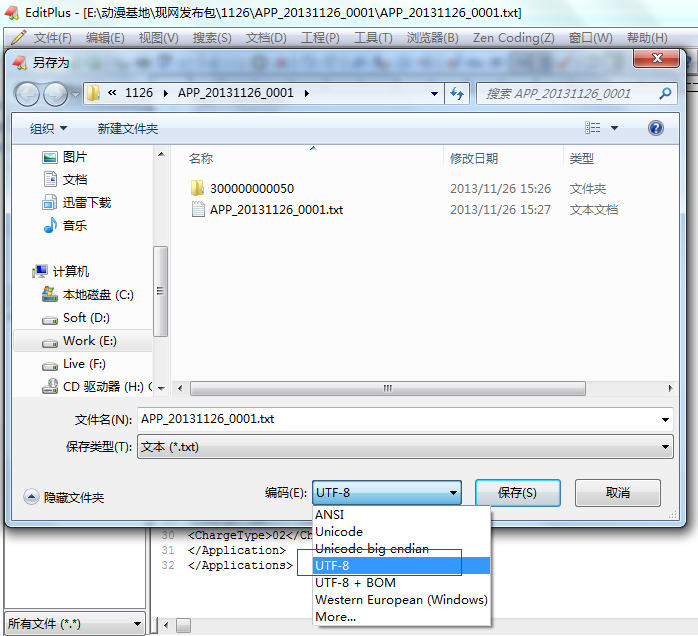 EditPlus - [E:\动漫基地\现网发布包\1126\APP_20131126_0001\APP_20131126_0001.txt]
文件(F) 编辑(E) 视图(V) 搜索(S) 文档(D) 工程(P) 工具(T) 浏览器(B) Zen Coding(Z) 窗口(W) 帮助(H)
另存为
« 1126 APP_20131126_0001 搜索 APP_20131126_0001
组织 新建文件夹
名称 修改日期 类型
图片
文档
迅雷下载
音乐
计算机
本地磁盘 (C:)
Soft (D:)
Work (E:)
Live (F:)
CD 驱动器 (H:)
300000000050 2013/11/26 15:26 文件夹
APP_20131126_0001.txt 2013/11/26 15:27 文本文档
文件名(N): APP_20131126_0001.txt
保存类型(T): 文本 (*.txt)
隐藏文件夹
编码(E): UTF-8 保存(S) 取消
ANSI
Unicode
Unicode big endian
UTF-8
UTF-8 + BOM
Western European (Windows)
More...
30 <ChargeType>02</Ch
31 </Application>
32 </Applications>
所有文件 (*.*)